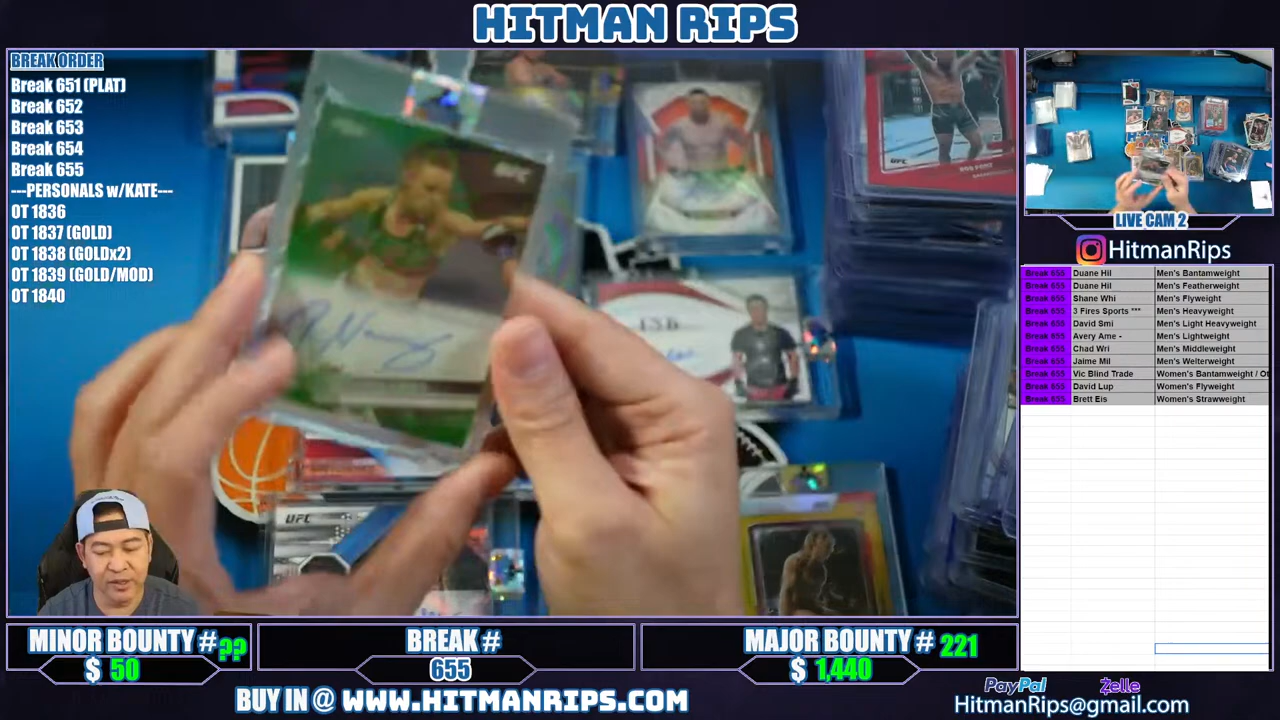 HITMAN RIPS
BREAK ORDER
Break 651 (PLAT)
Break 652
Break 653
Break 654
Break 655
---PERSONALS w/KATE---
OT 1836
OT 1837 (GOLD)
OT 1838 (GOLDx2)
OT 1839 (GOLD/MOD)
OT 1840
UFC
UFC
UFC
LIVE CAM 2
HitmanRips
Break 655 Duane Hil Men's Bantamweight
Break 655 Duane Hil Men's Featherweight
Break 655 Shane Whi Men's Flyweight
Break 655 3 Fires Sports *** Men's Heavyweight
Break 655 David Smi Men's Light Heavyweight
Break 655 Avery Ame - Men's Lightweight
Break 655 Chad Wri Men's Middleweight
Break 655 Jaime Mil Men's Welterweight
Break 655 Vic Blind Trade Women's Bantamweight / Ot
Break 655 David Lup Women's Flyweight
Break 655 Brett Eis Women's Strawweight
MINOR BOUNTY # ??
$ 50
BREAK #
655
MAJOR BOUNTY # 221
$ 1,440
BUY IN @ WWW.HITMANRIPS.COM
PayPal Zelle
HitmanRips@gmail.com